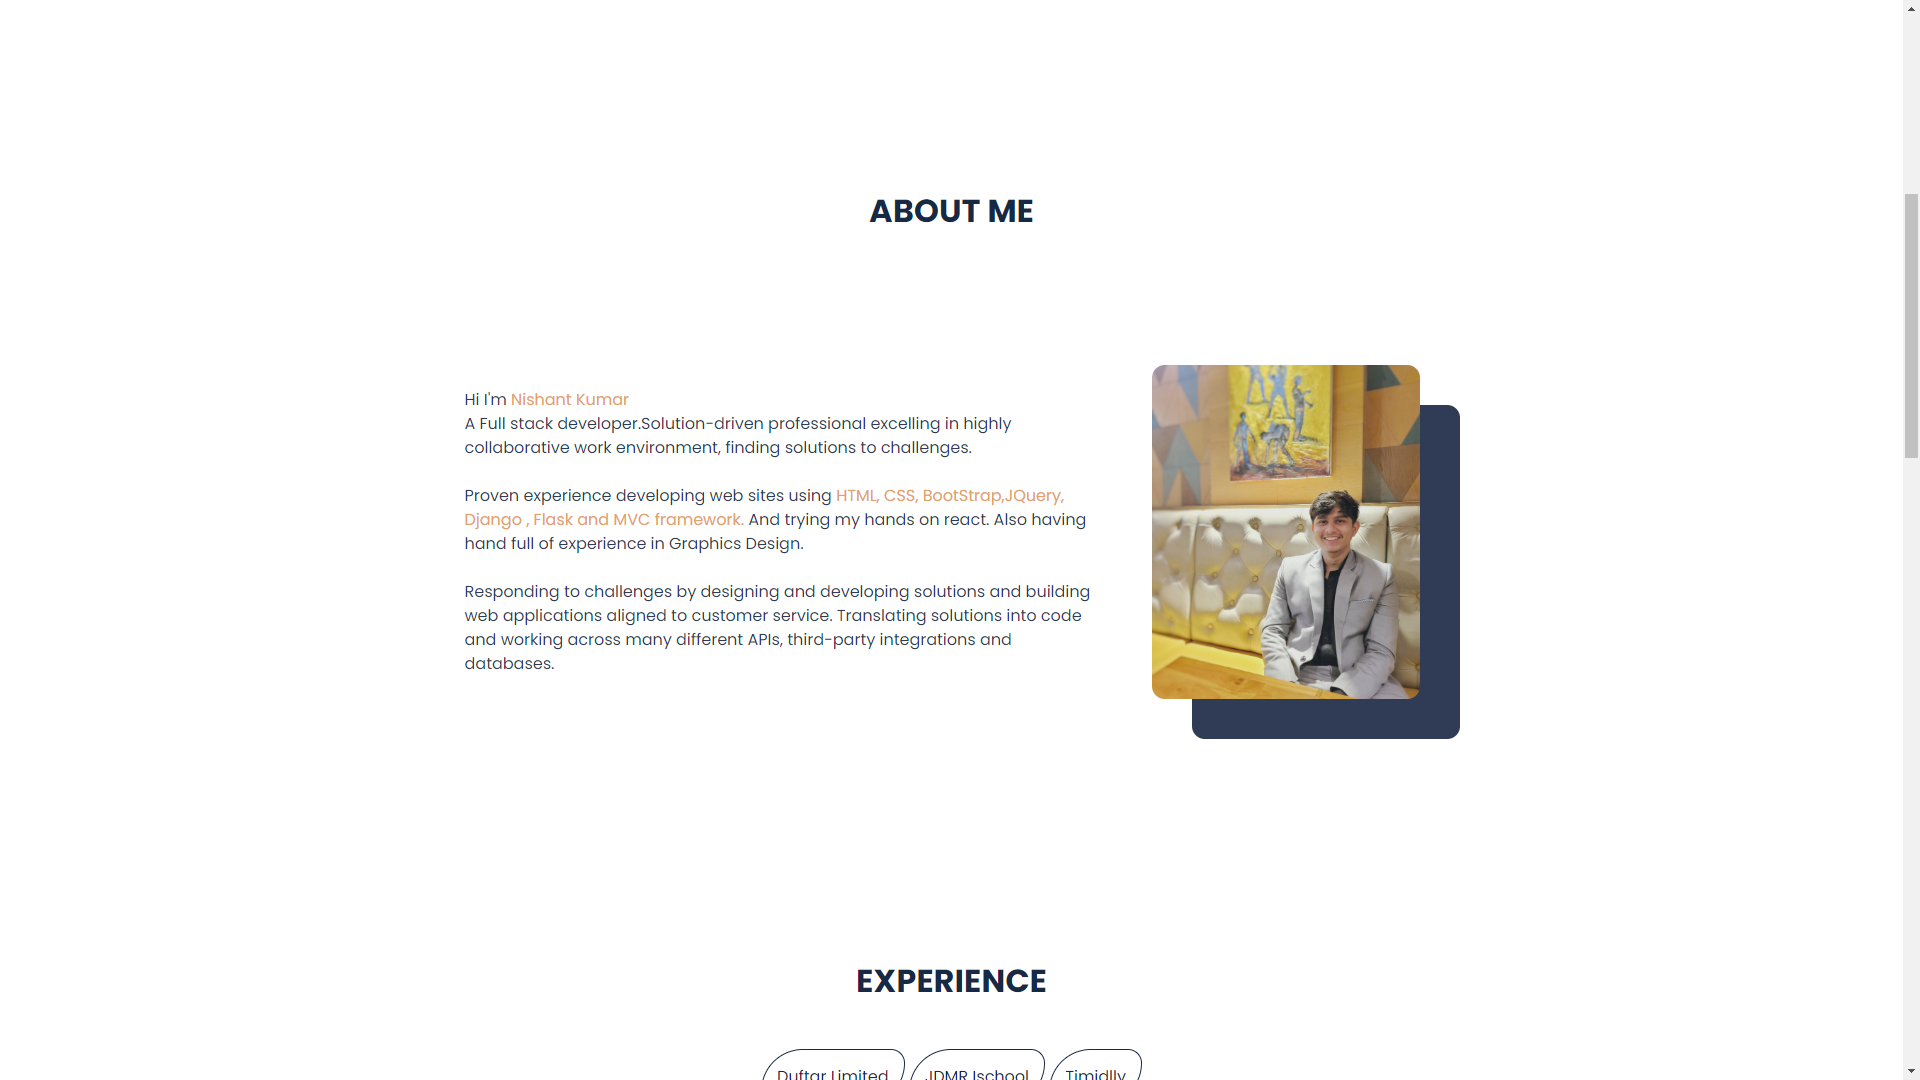 ABOUT ME
Hi I'm Nishant Kumar
A Full stack developer.Solution-driven professional excelling in highly
collaborative work environment, finding solutions to challenges.
Proven experience developing web sites using HTML, CSS, BootStrap,JQuery,
Django , Flask and MVC framework. And trying my hands on react. Also having
hand full of experience in Graphics Design.
Responding to challenges by designing and developing solutions and building
web applications aligned to customer service. Translating solutions into code
and working across many different APIs, third-party integrations and
databases.
EXPERIENCE
Duftar Limited JDMR Ischool Timidlly